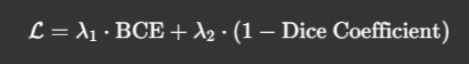 ℒ = λ₁ · BCE + λ₂ · (1 − Dice Coefficient)